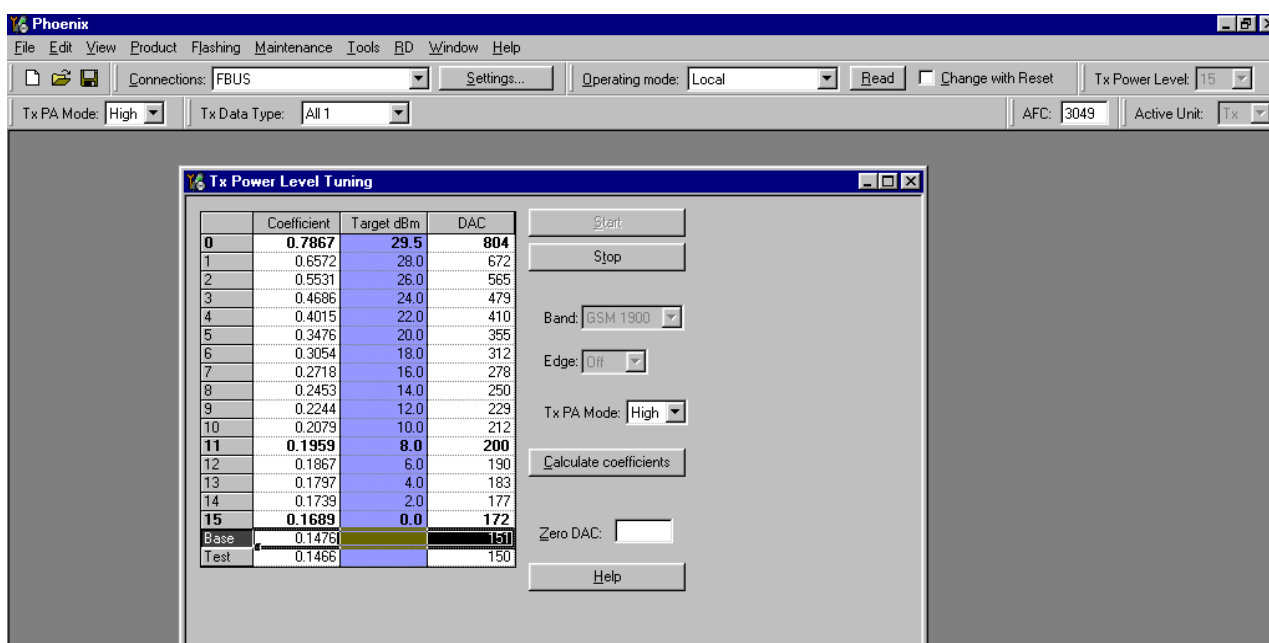 Phoenix
File Edit View Product Flashing Maintenance Tools RD Window Help
Connections: FBUS Settings... Operating mode: Local Read Change with Reset Tx Power Level: 15
Tx PA Mode: High Tx Data Type: All 1 AFC: 3049 Active Unit: Tx
Tx Power Level Tuning
Coefficient Target dBm DAC
0 0.7867 29.5 804
1 0.6572 28.0 672
2 0.5531 26.0 565
3 0.4686 24.0 479
4 0.4015 22.0 410
5 0.3476 20.0 355
6 0.3054 18.0 312
7 0.2718 16.0 278
8 0.2453 14.0 250
9 0.2244 12.0 229
10 0.2079 10.0 212
11 0.1959 8.0 200
12 0.1867 6.0 190
13 0.1797 4.0 183
14 0.1739 2.0 177
15 0.1689 0.0 172
Base 0.1476 151
Test 0.1466 150
Start
Stop
Band: GSM 1900
Edge: Off
Tx PA Mode: High
Calculate coefficients
Zero DAC:
Help